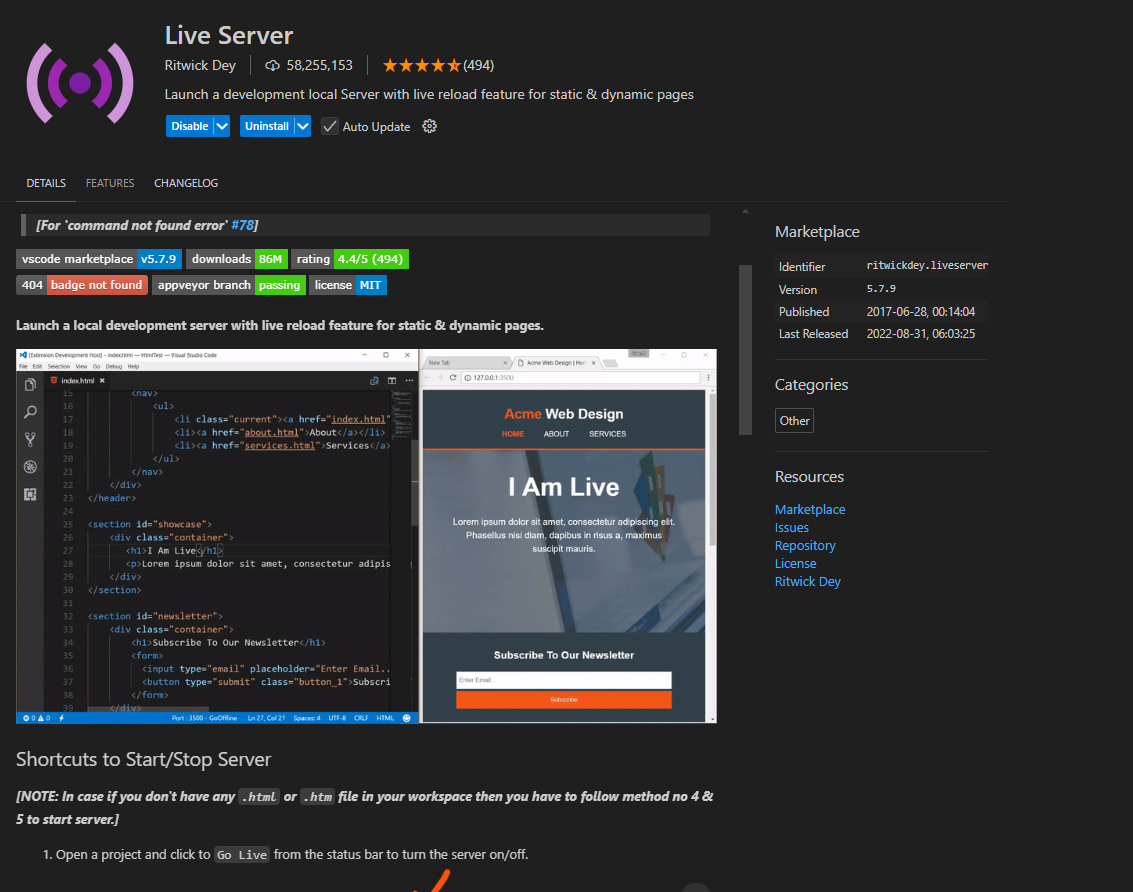 Live Server
Ritwick Dey 58,255,153 (494)
Launch a development local Server with live reload feature for static & dynamic pages
Disable Uninstall Auto Update
DETAILS FEATURES CHANGELOG
[For 'command not found error' #78]
vscode marketplace v5.7.9 downloads 86M rating 4.4/5 (494)
404 badge not found appveyor branch passing license MIT
Launch a local development server with live reload feature for static & dynamic pages.
[Extension Development Host] - index.html — HtmlTest — Visual Studio Code
File Edit Selection View Go Debug Help
index.html
15 <nav>
16 <ul>
17 <li class="current"><a href="index.html"
18 <li><a href="about.html">About</a></li>
19 <li><a href="services.html">Services</a>
20 </ul>
21 </nav>
22 </div>
23 </header>
24
25 <section id="showcase">
26 <div class="container">
27 <h1>I Am Live</h1>
28 <p>Lorem ipsum dolor sit amet, consectetur adipis
29 </div>
30 </section>
31
32 <section id="newsletter">
33 <div class="container">
34 <h1>Subscribe To Our Newsletter</h1>
35 <form>
36 <input type="email" placeholder="Enter Email..
37 <button type="submit" class="button_1">Subscri
38 </form>
39 </div>
0 0 Port : 3500 - GoOffline Ln 27, Col 21 Spaces: 4 UTF-8 CRLF HTML
New Tab Acme Web Design | Hom
127.0.0.1:3500
Acme Web Design
HOME ABOUT SERVICES
I Am Live
Lorem ipsum dolor sit amet, consectetur adipiscing elit.
Phasellus nisi diam, dapibus in risus a, maximus
suscipit mauris.
Subscribe To Our Newsletter
Enter Email...
Subscribe
Shortcuts to Start/Stop Server
[NOTE: In case if you don't have any .html or .htm file in your workspace then you have to follow method no 4 &
5 to start server.]
1. Open a project and click to Go Live from the status bar to turn the server on/off.
Marketplace
Identifier ritwickdey.liveserver
Version 5.7.9
Published 2017-06-28, 00:14:04
Last Released 2022-08-31, 06:03:25
Categories
Other
Resources
Marketplace
Issues
Repository
License
Ritwick Dey